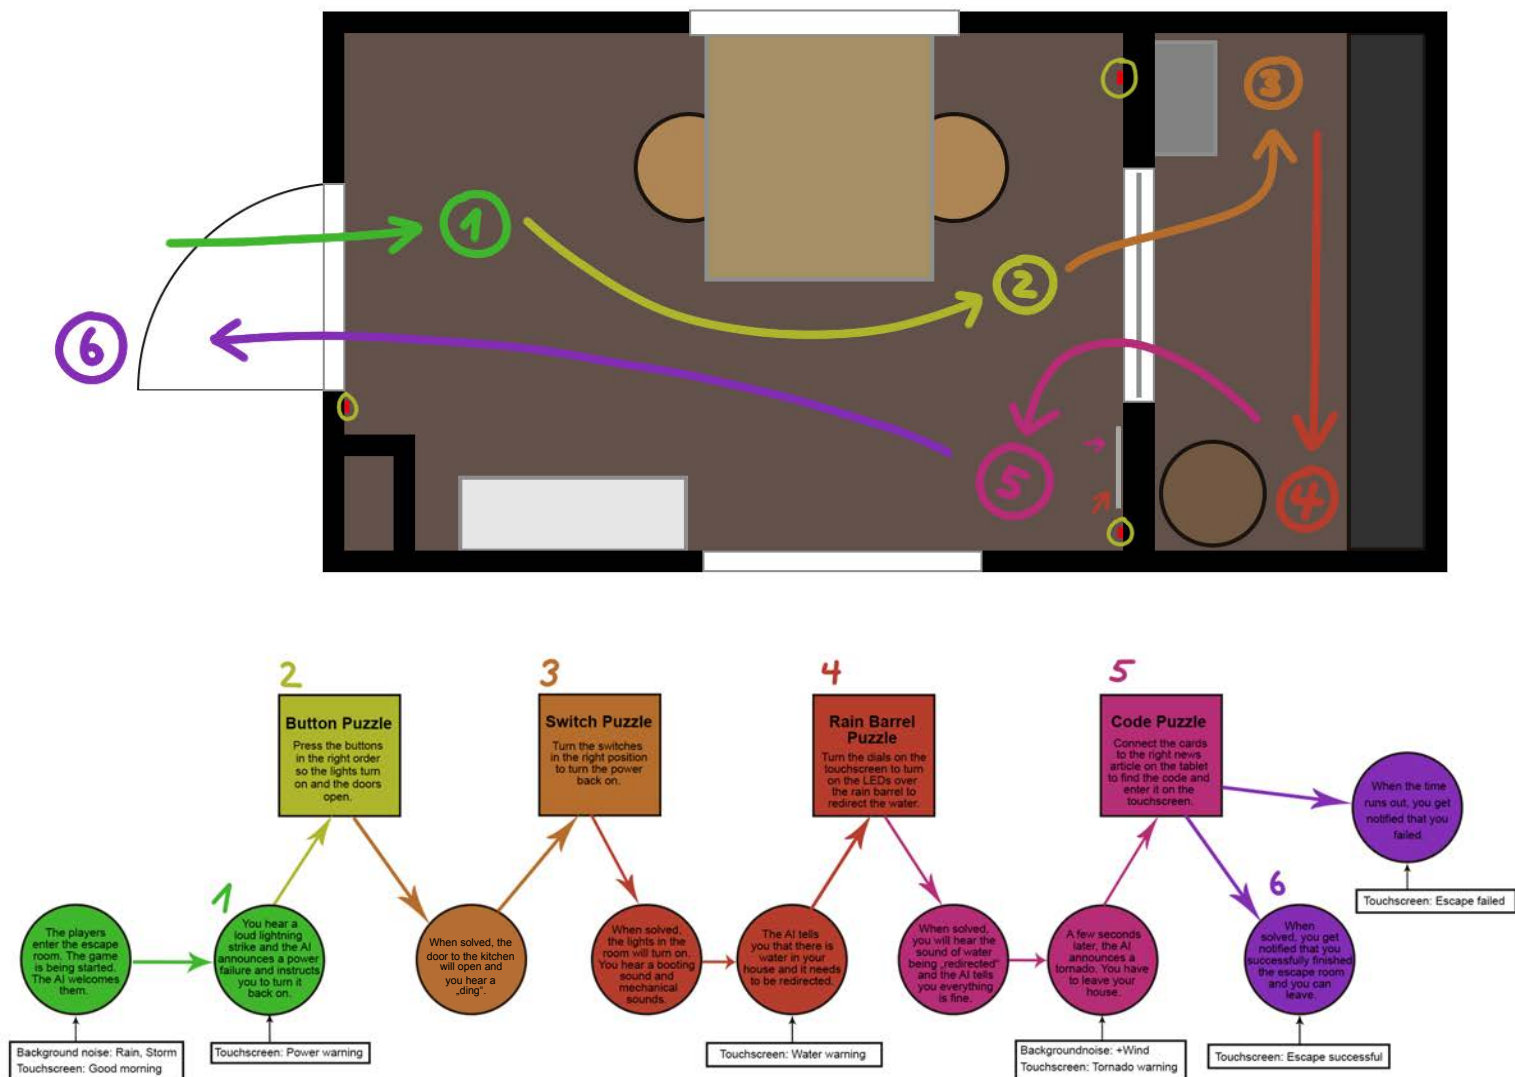 1
2
3
4
5
6
2
3
4
5
Button Puzzle
Press the buttons
in the right order
so the lights turn
on and the doors
open.
Switch Puzzle
Turn the switches
in the right position
to turn the power
back on.
Rain Barrel
Puzzle
Turn the dials on the
touchscreen to turn
on the LEDs over
the rain barrel to
redirect the water.
Code Puzzle
Connect the cards
to the right news
article on the tablet
to find the code and
enter it on the
touchscreen.
When the time
runs out, you get
notified that you
failed.
Touchscreen: Escape failed
The players
enter the escape
room. The game
is being started.
The AI welcomes
them.
Background noise: Rain, Storm
Touchscreen: Good morning
1
You hear a
loud lightning
strike and the AI
announces a power
failure and instructs
you to turn it
back on.
Touchscreen: Power warning
When solved, the
door to the kitchen
will open and
you hear a
„ding“.
When solved,
the lights in the
room will turn on.
You hear a booting
sound and
mechanical
sounds.
The AI tells
you that there is
water in your
house and it needs
to be redirected.
Touchscreen: Water warning
When solved,
you will hear the
sound of water
being „redirected“
and the AI tells
you everything
is fine.
A few seconds
later, the AI
announces a
tornado. You have
to leave your
house.
Backgroundnoise: +Wind
Touchscreen: Tornado warning
6
When
solved, you get
notified that you
successfully finished
the escape room
and you can
leave.
Touchscreen: Escape successful